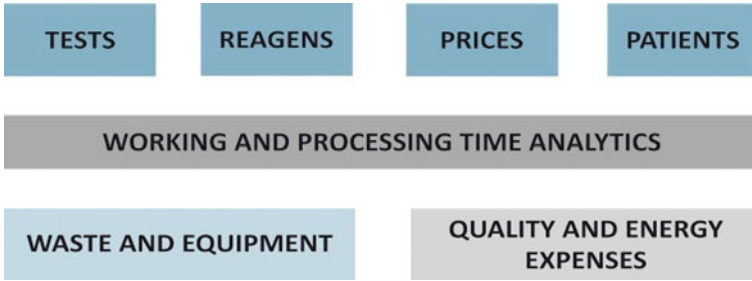 TESTS
REAGENS
PRICES
PATIENTS
WORKING AND PROCESSING TIME ANALYTICS
WASTE AND EQUIPMENT
QUALITY AND ENERGY
EXPENSES